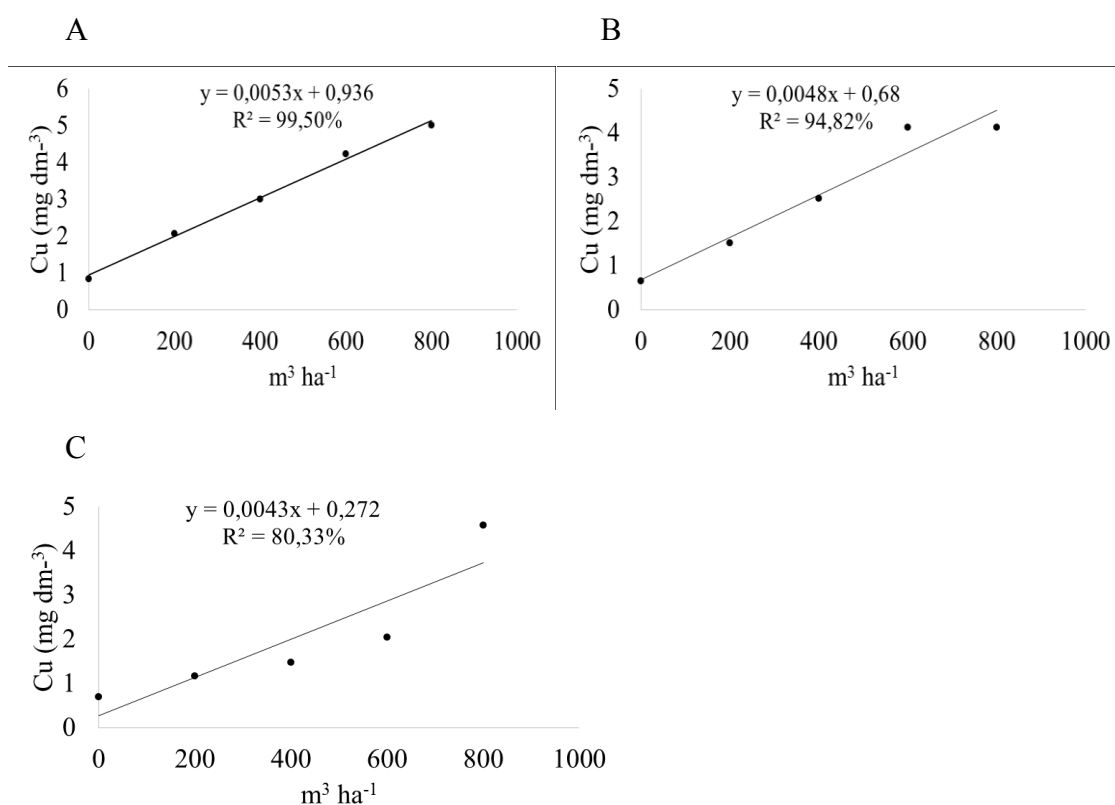 A
y = 0,0053x + 0,936
R² = 99,50%
Cu (mg dm-³)
6
5
4
3
2
1
0
0 200 400 600 800 1000
m³ ha⁻¹
B
y = 0,0048x + 0,68
R² = 94,82%
Cu (mg dm-³)
5
4
3
2
1
0
0 200 400 600 800 1000
m³ ha⁻¹
C
y = 0,0043x + 0,272
R² = 80,33%
Cu (mg dm-³)
5
4
3
2
1
0
0 200 400 600 800 1000
m³ ha⁻¹